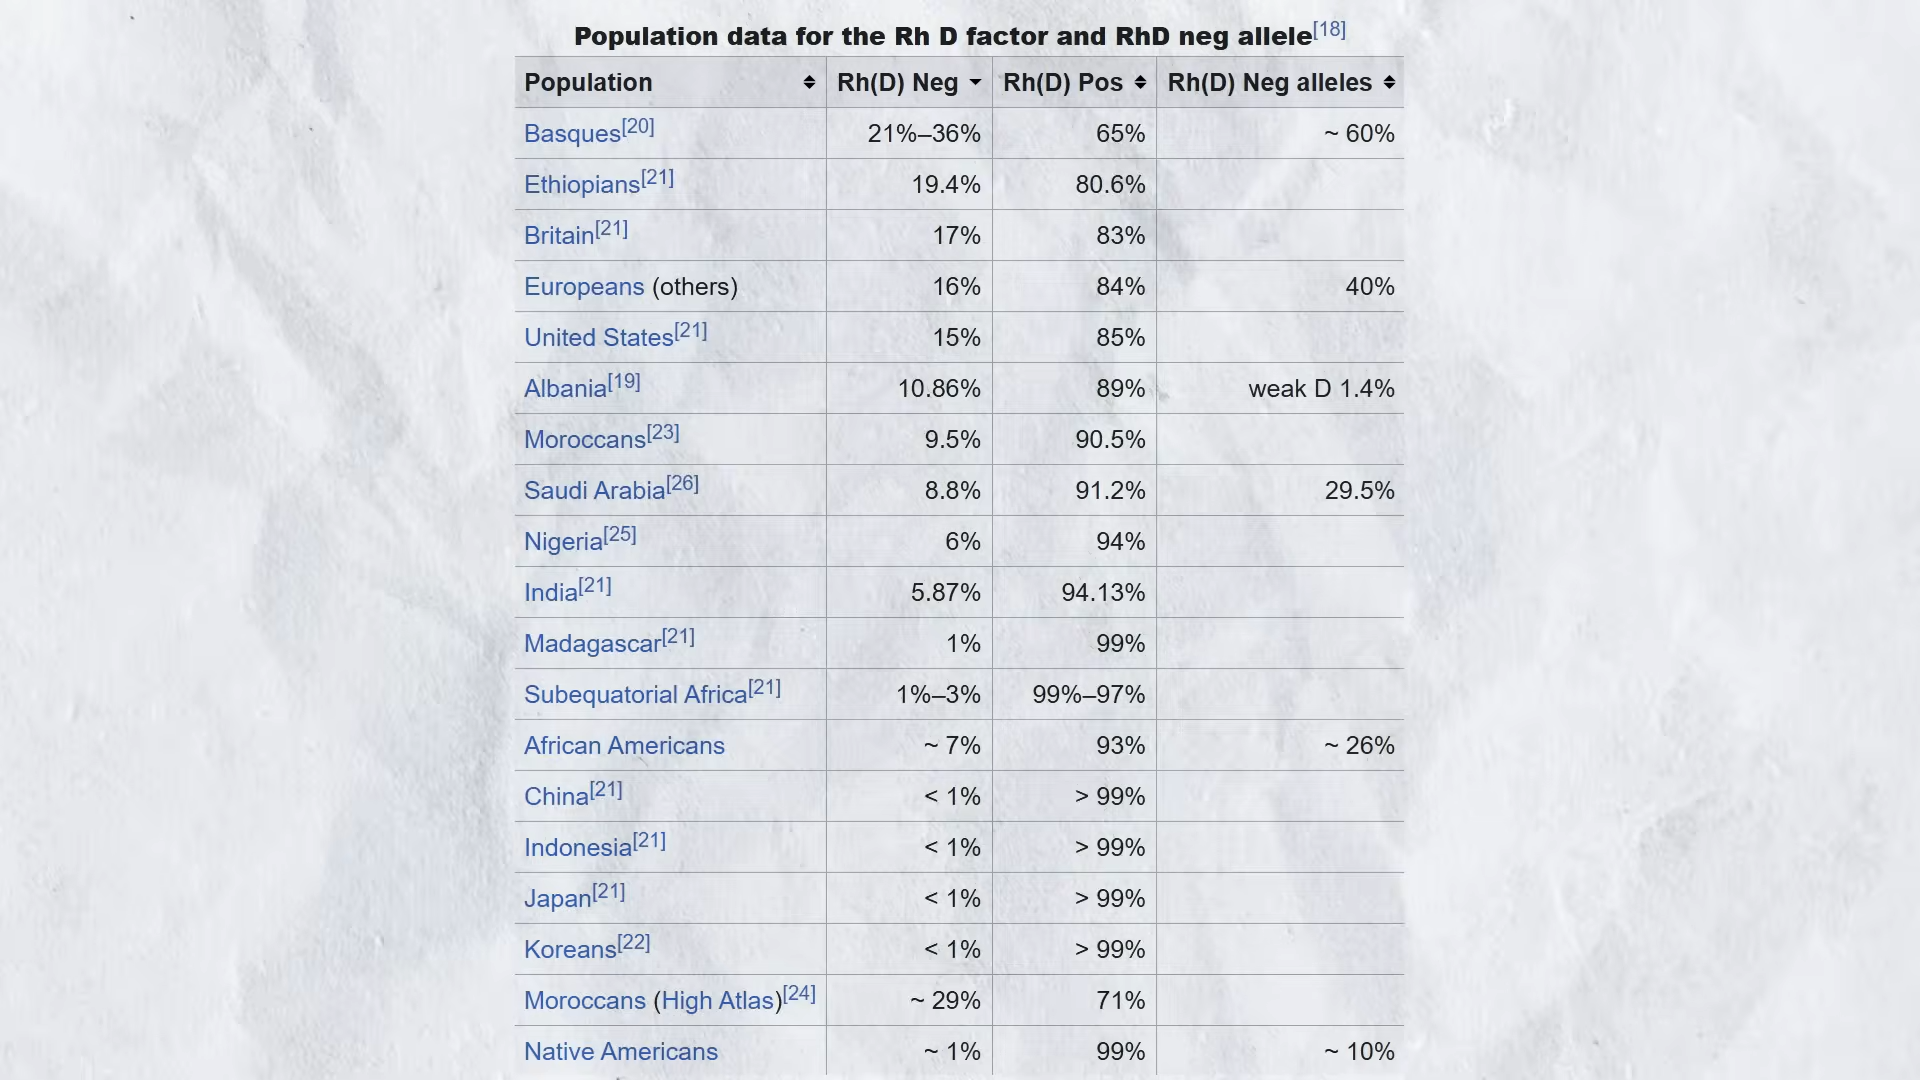 Population data for the Rh D factor and RhD neg allele[18]
Population Rh(D) Neg Rh(D) Pos Rh(D) Neg alleles
Basques[20] 21%–36% 65% ~ 60%
Ethiopians[21] 19.4% 80.6%
Britain[21] 17% 83%
Europeans (others) 16% 84% 40%
United States[21] 15% 85%
Albania[19] 10.86% 89% weak D 1.4%
Moroccans[23] 9.5% 90.5%
Saudi Arabia[26] 8.8% 91.2% 29.5%
Nigeria[25] 6% 94%
India[21] 5.87% 94.13%
Madagascar[21] 1% 99%
Subequatorial Africa[21] 1%–3% 99%–97%
African Americans ~ 7% 93% ~ 26%
China[21] < 1% > 99%
Indonesia[21] < 1% > 99%
Japan[21] < 1% > 99%
Koreans[22] < 1% > 99%
Moroccans (High Atlas)[24] ~ 29% 71%
Native Americans ~ 1% 99% ~ 10%